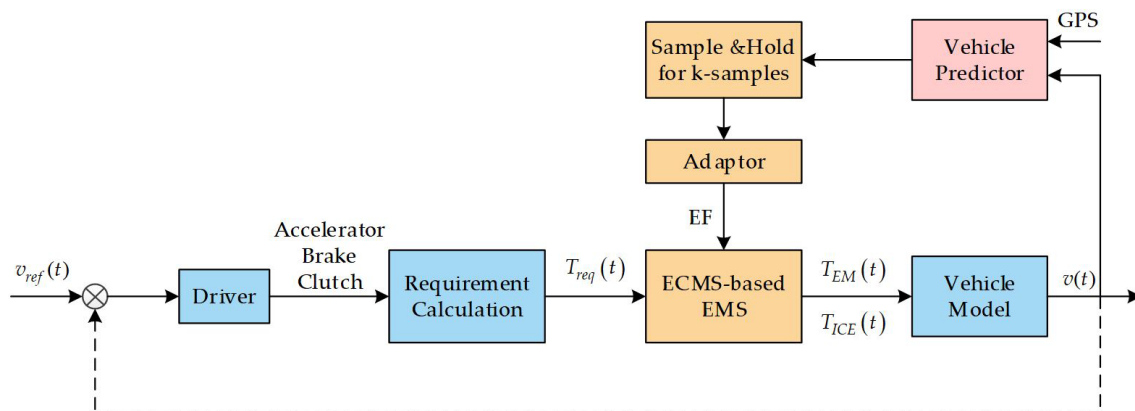 GPS
Sample &Hold
for k-samples
Vehicle
Predictor
Adaptor
EF
Accelerator
Brake
Clutch
v_ref(t)
Driver
Requirement
Calculation
T_req(t)
ECMS-based
EMS
T_EM(t)
T_ICE(t)
Vehicle
Model
v(t)